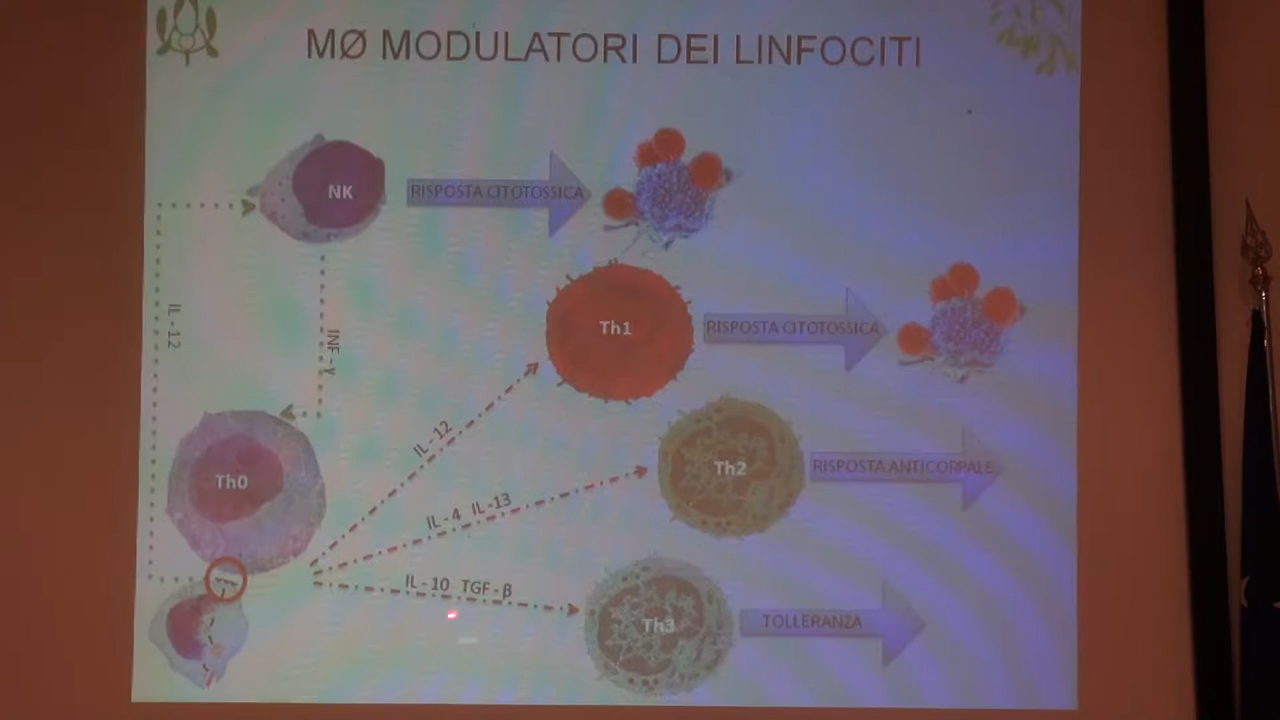 MØ MODULATORI DEI LINFOCITI
NK
RISPOSTA CITOTOSSICA
IL-12
INF-γ
Th1
RISPOSTA CITOTOSSICA
IL-12
Th0
Th2
RISPOSTA ANTICORPALE
IL-4 IL-13
IL-10 TGF-β
Th3
TOLLERANZA